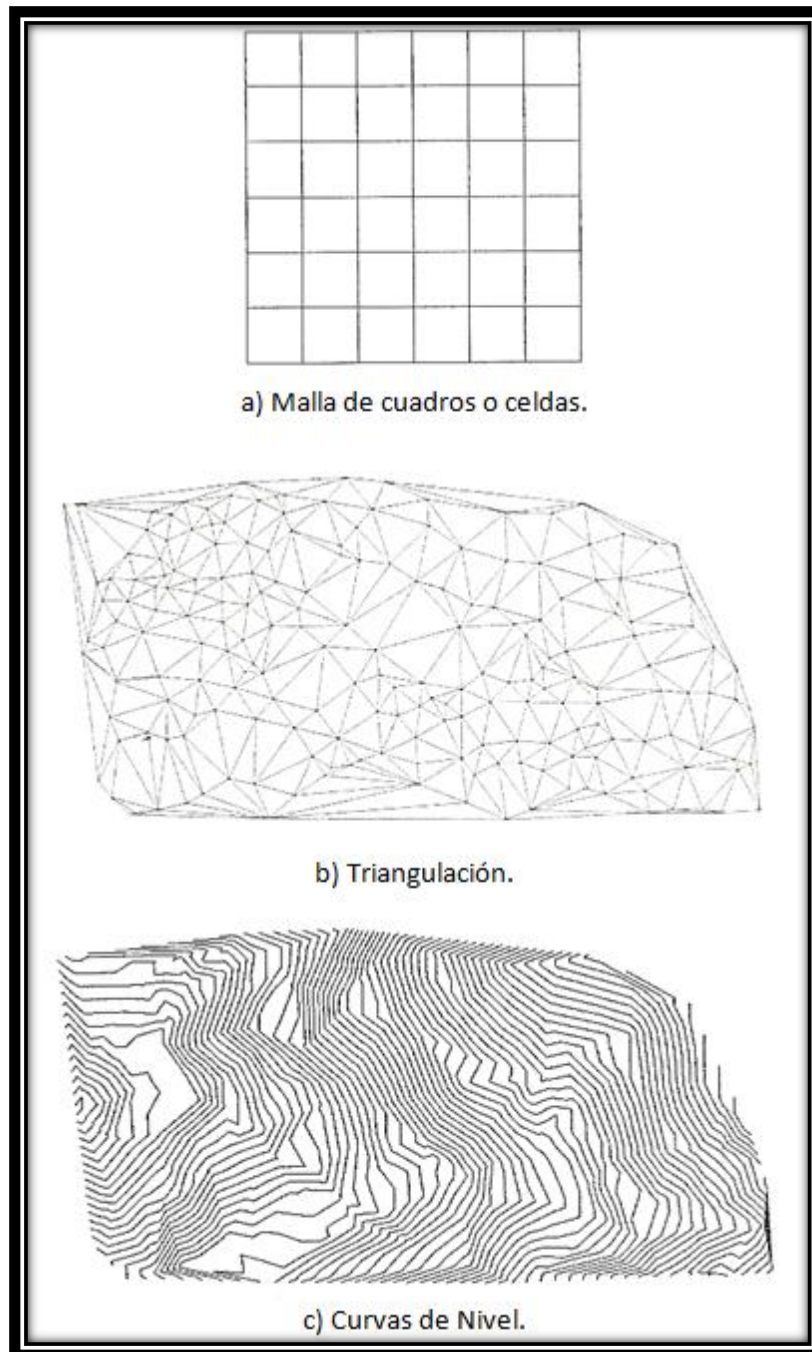 a) Malla de cuadros o celdas.
b) Triangulación.
c) Curvas de Nivel.